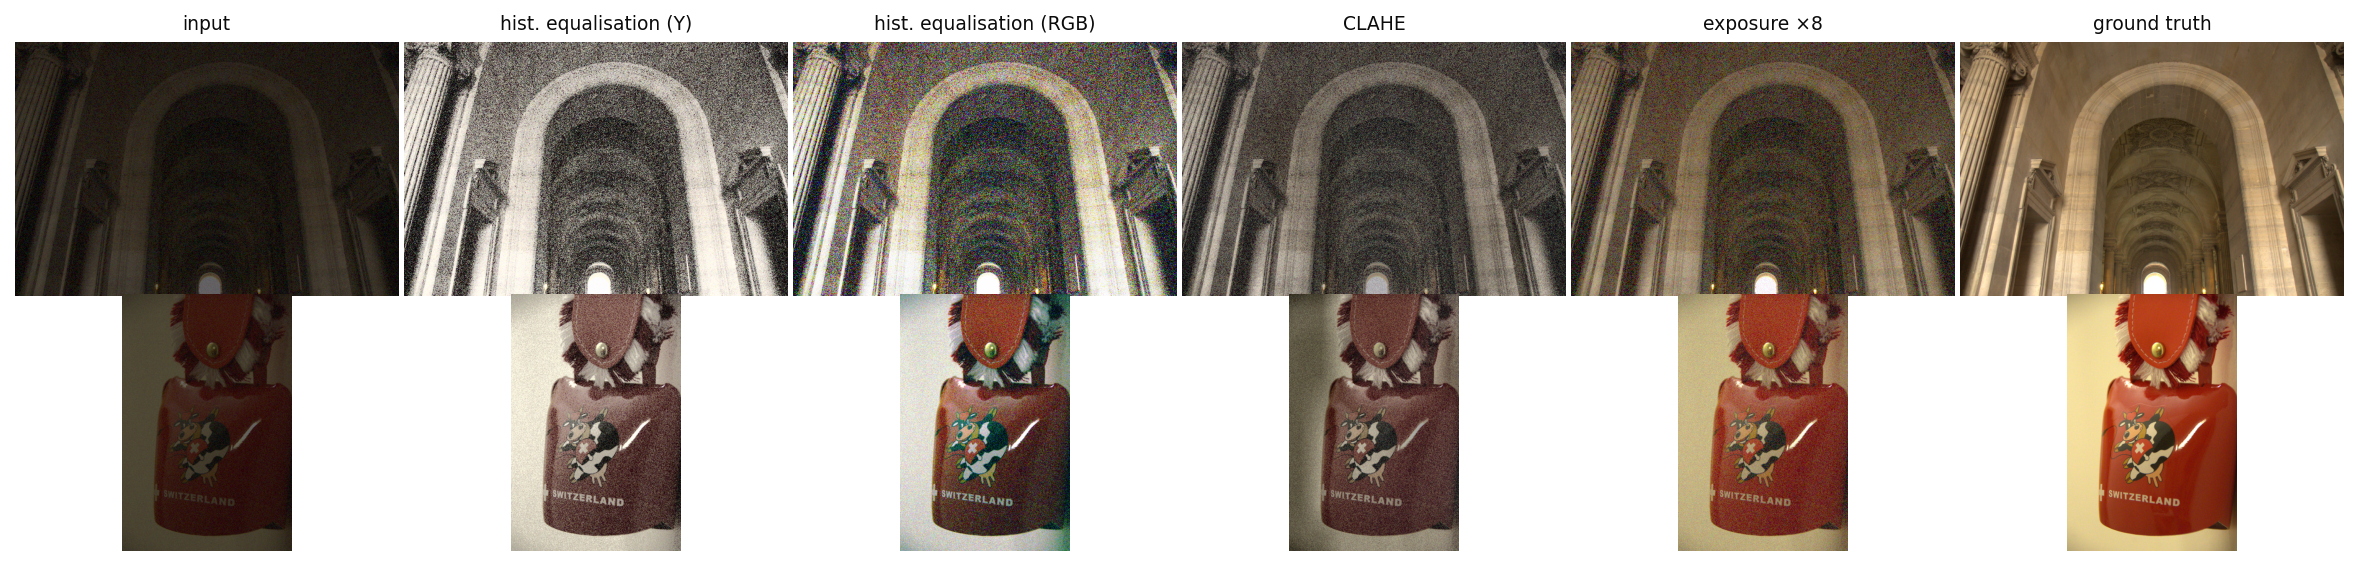 input
hist. equalisation (Y)
hist. equalisation (RGB)
CLAHE
exposure ×8
ground truth
SWITZERLAND
SWITZERLAND
SWITZERLAND
SWITZERLAND
SWITZERLAND
SWITZERLAND